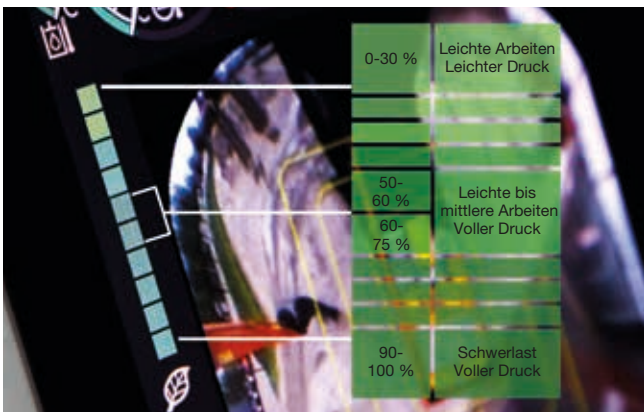 0-30 %
Leichte Arbeiten
Leichter Druck
50-
60 %
60-
75 %
Leichte bis
mittlere Arbeiten
Voller Druck
90-
100 %
Schwerlast
Voller Druck